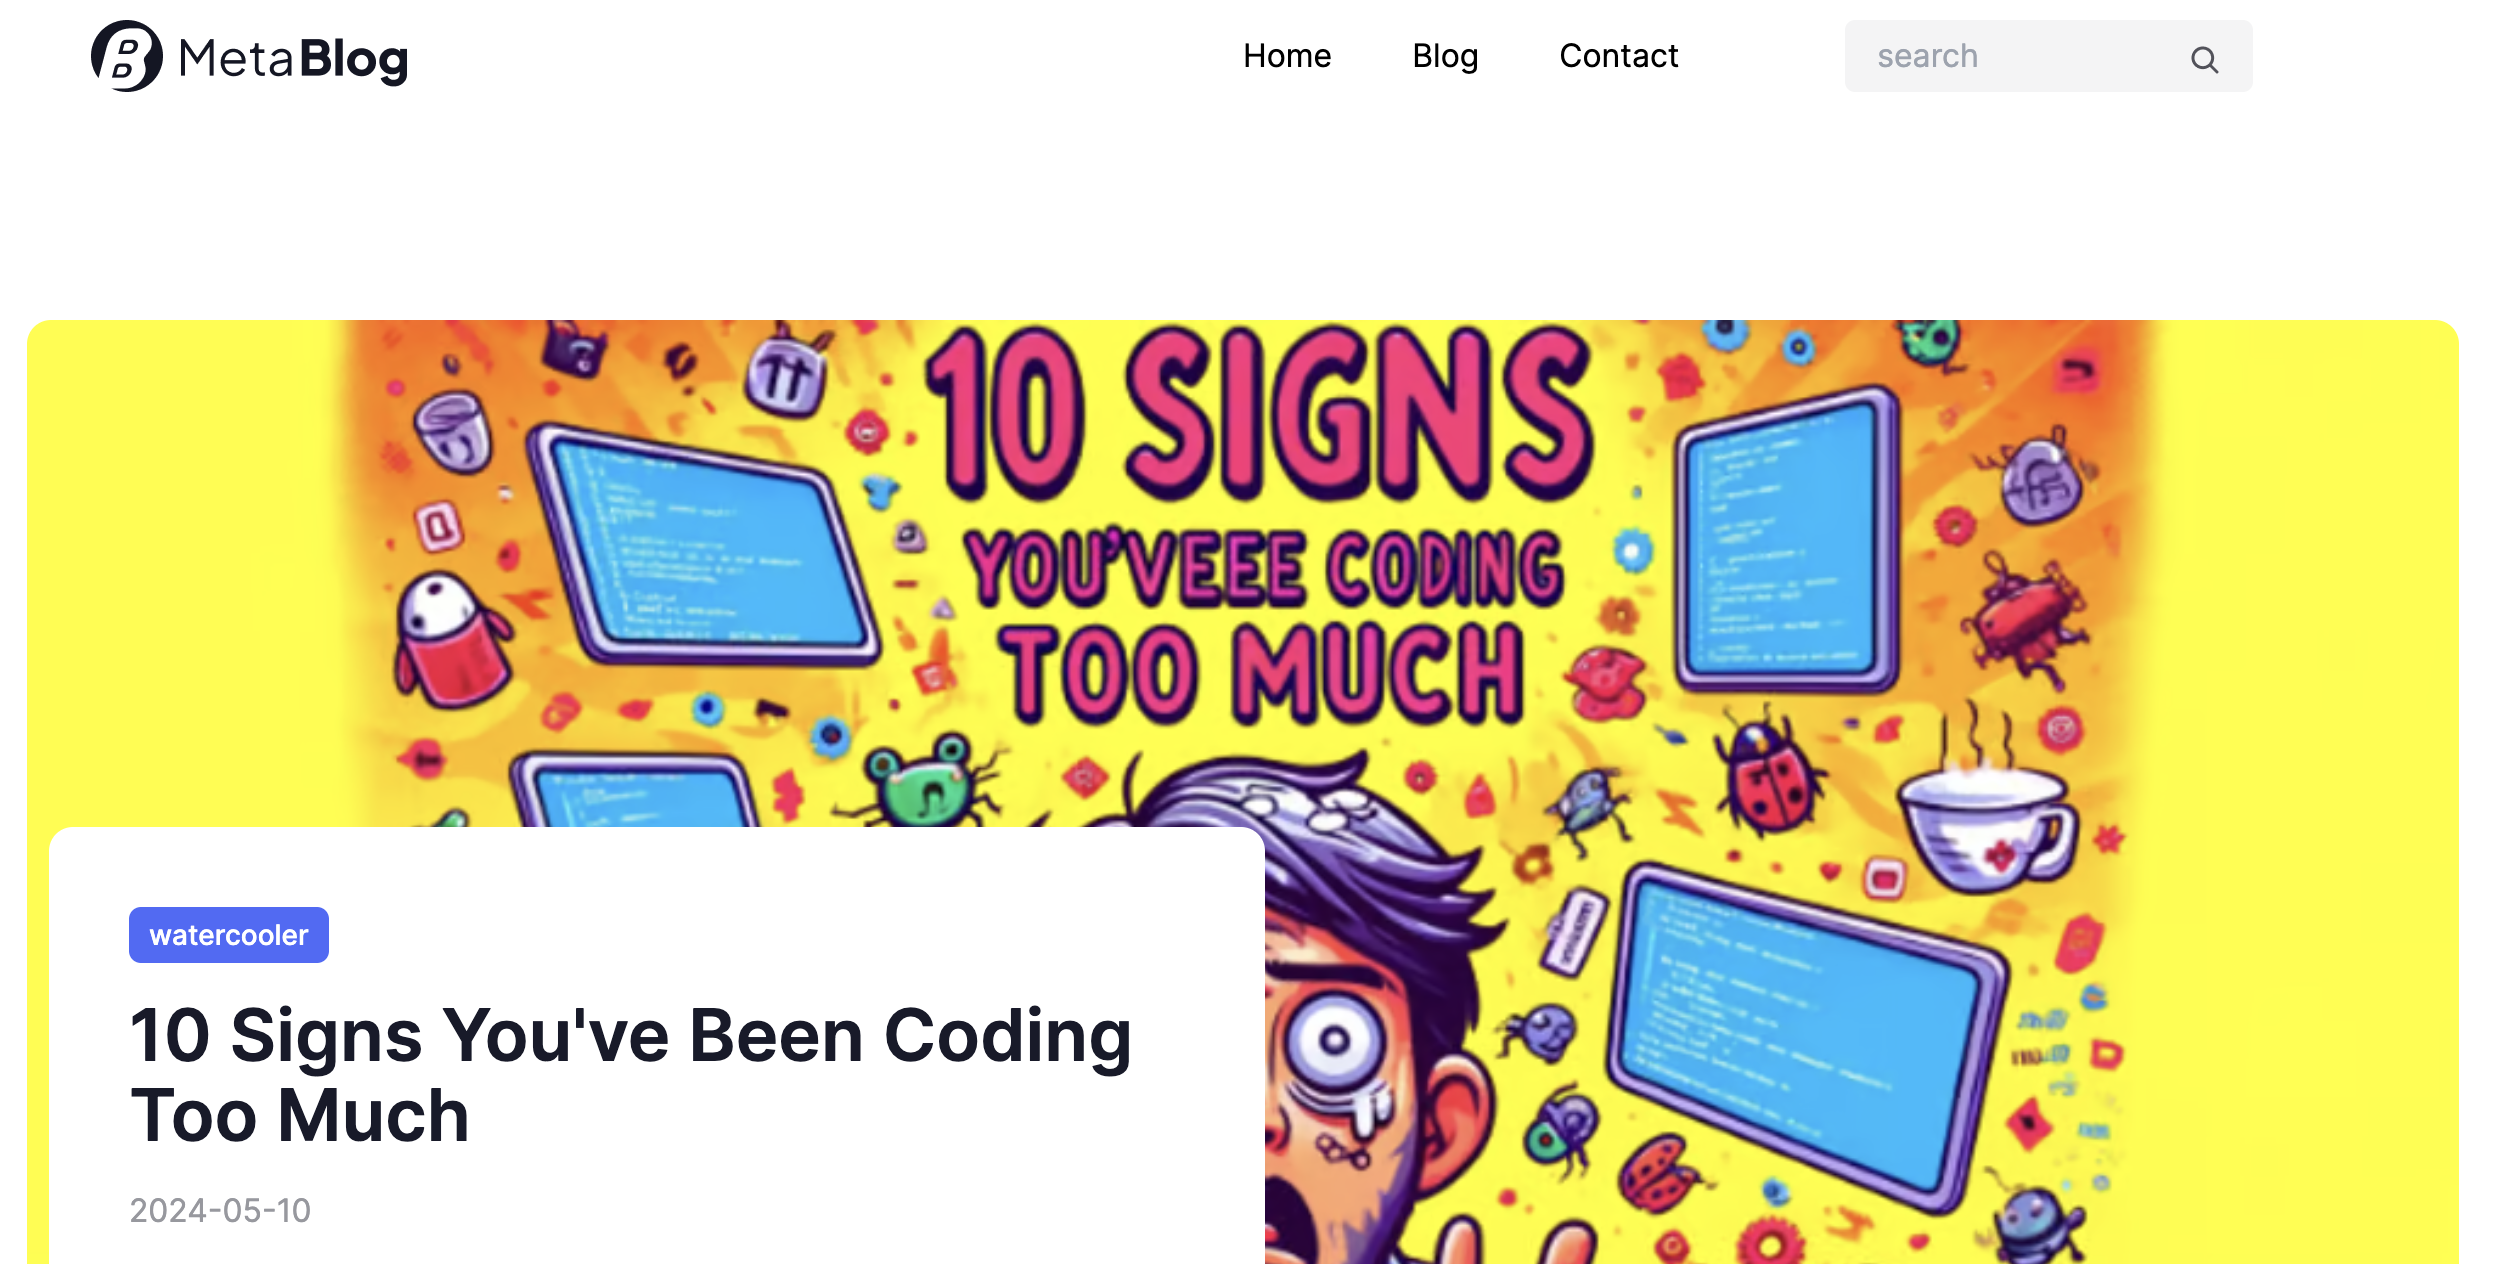 MetaBlog
Home
Blog
Contact
search
10 SIGNS
YOU'VEEE CODING
TOO MUCH
watercooler
10 Signs You've Been Coding
Too Much
2024-05-10